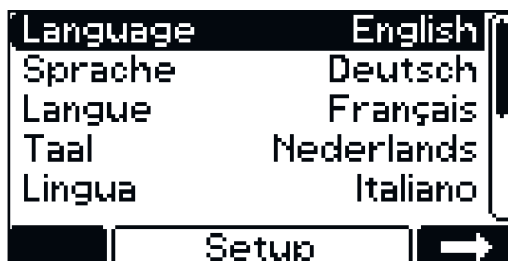 Language English
Sprache Deutsch
Langue Français
Taal Nederlands
Lingua Italiano
Setup